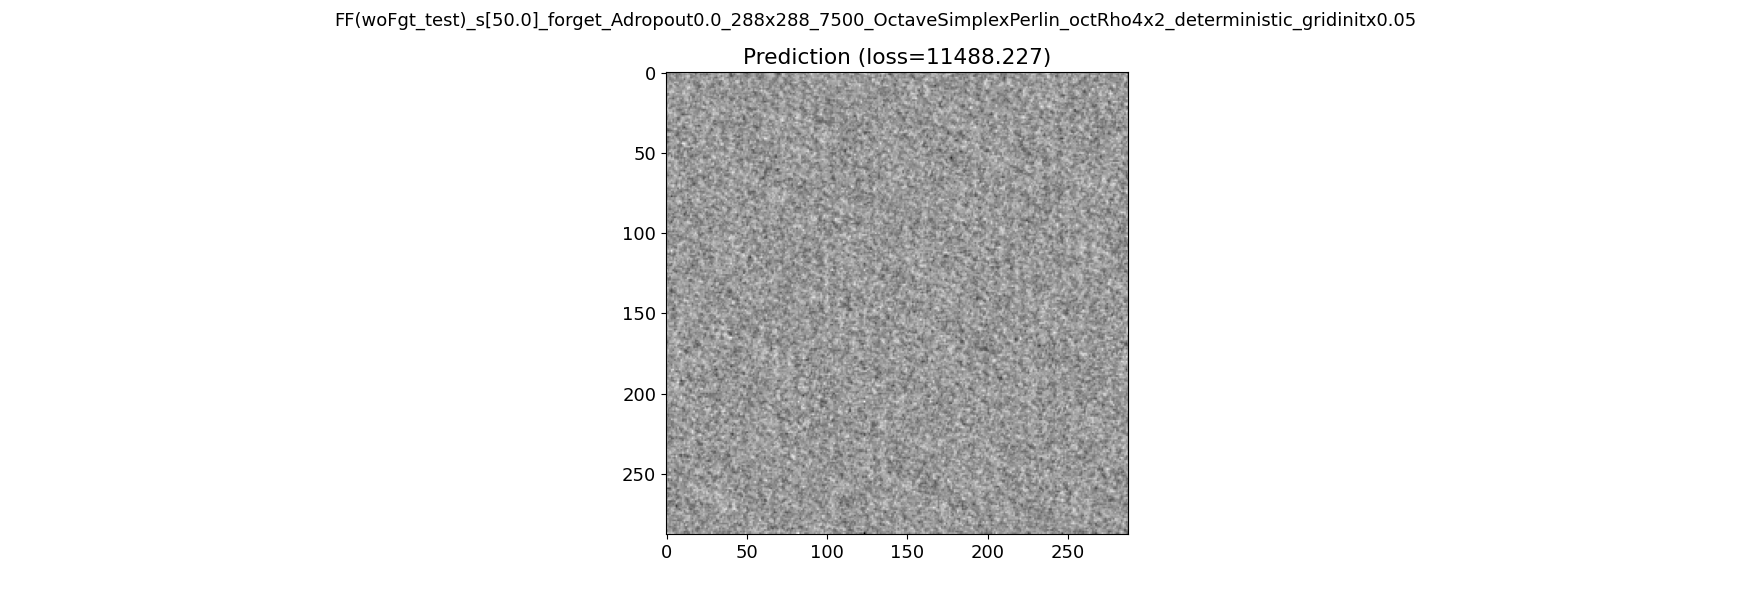 FF(woFgt_test)_s[50.0]_forget_Adropout0.0_288x288_7500_OctaveSimplexPerlin_octRho4x2_deterministic_gridinitx0.05
Prediction (loss=11488.227)
0
50
100
150
200
250
0 50 100 150 200 250